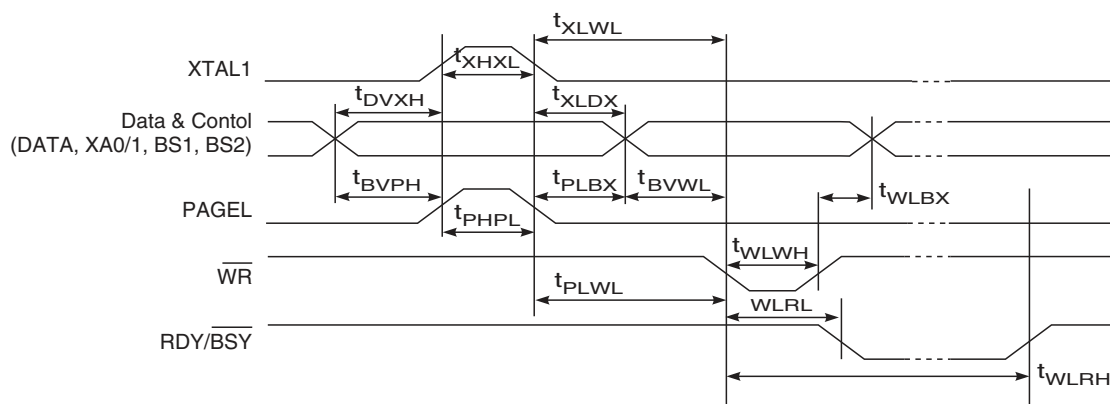 tXLWL
XTAL1
tXHXL
tDVXH
tXLDX
Data & Contol
(DATA, XA0/1, BS1, BS2)
tBVPH
tPLBX
tBVWL
tWLBX
PAGEL
tPHPL
tWLWH
WR
tPLWL
WLRL
RDY/BSY
tWLRH